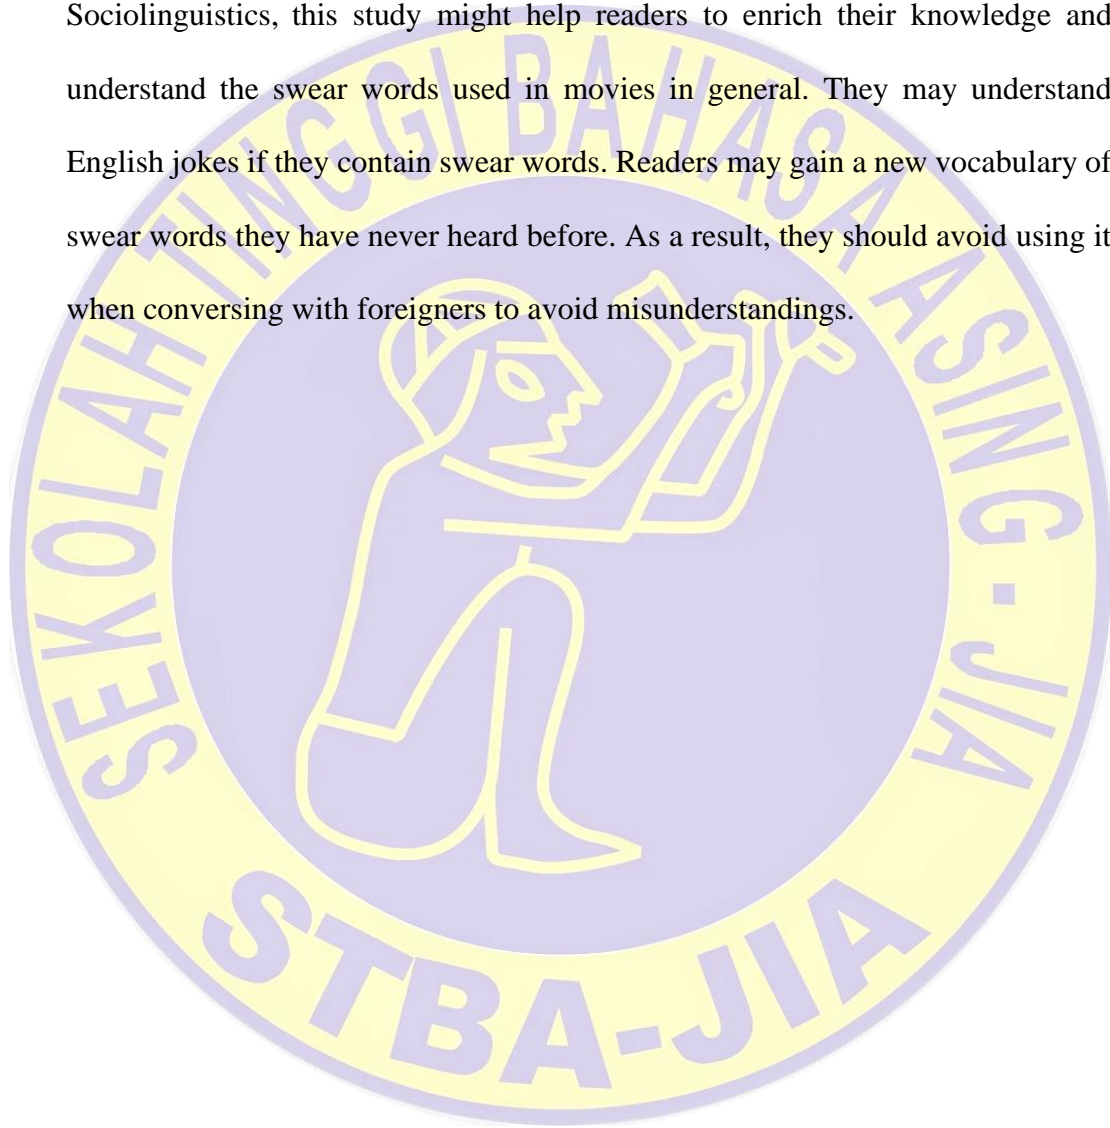 Sociolinguistics, this study might help readers to enrich their knowledge and
understand the swear words used in movies in general. They may understand
English jokes if they contain swear words. Readers may gain a new vocabulary of
swear words they have never heard before. As a result, they should avoid using it
when conversing with foreigners to avoid misunderstandings.
SEKOLAH TINGGI BAHASA ASING - JIA
STBA-JIA